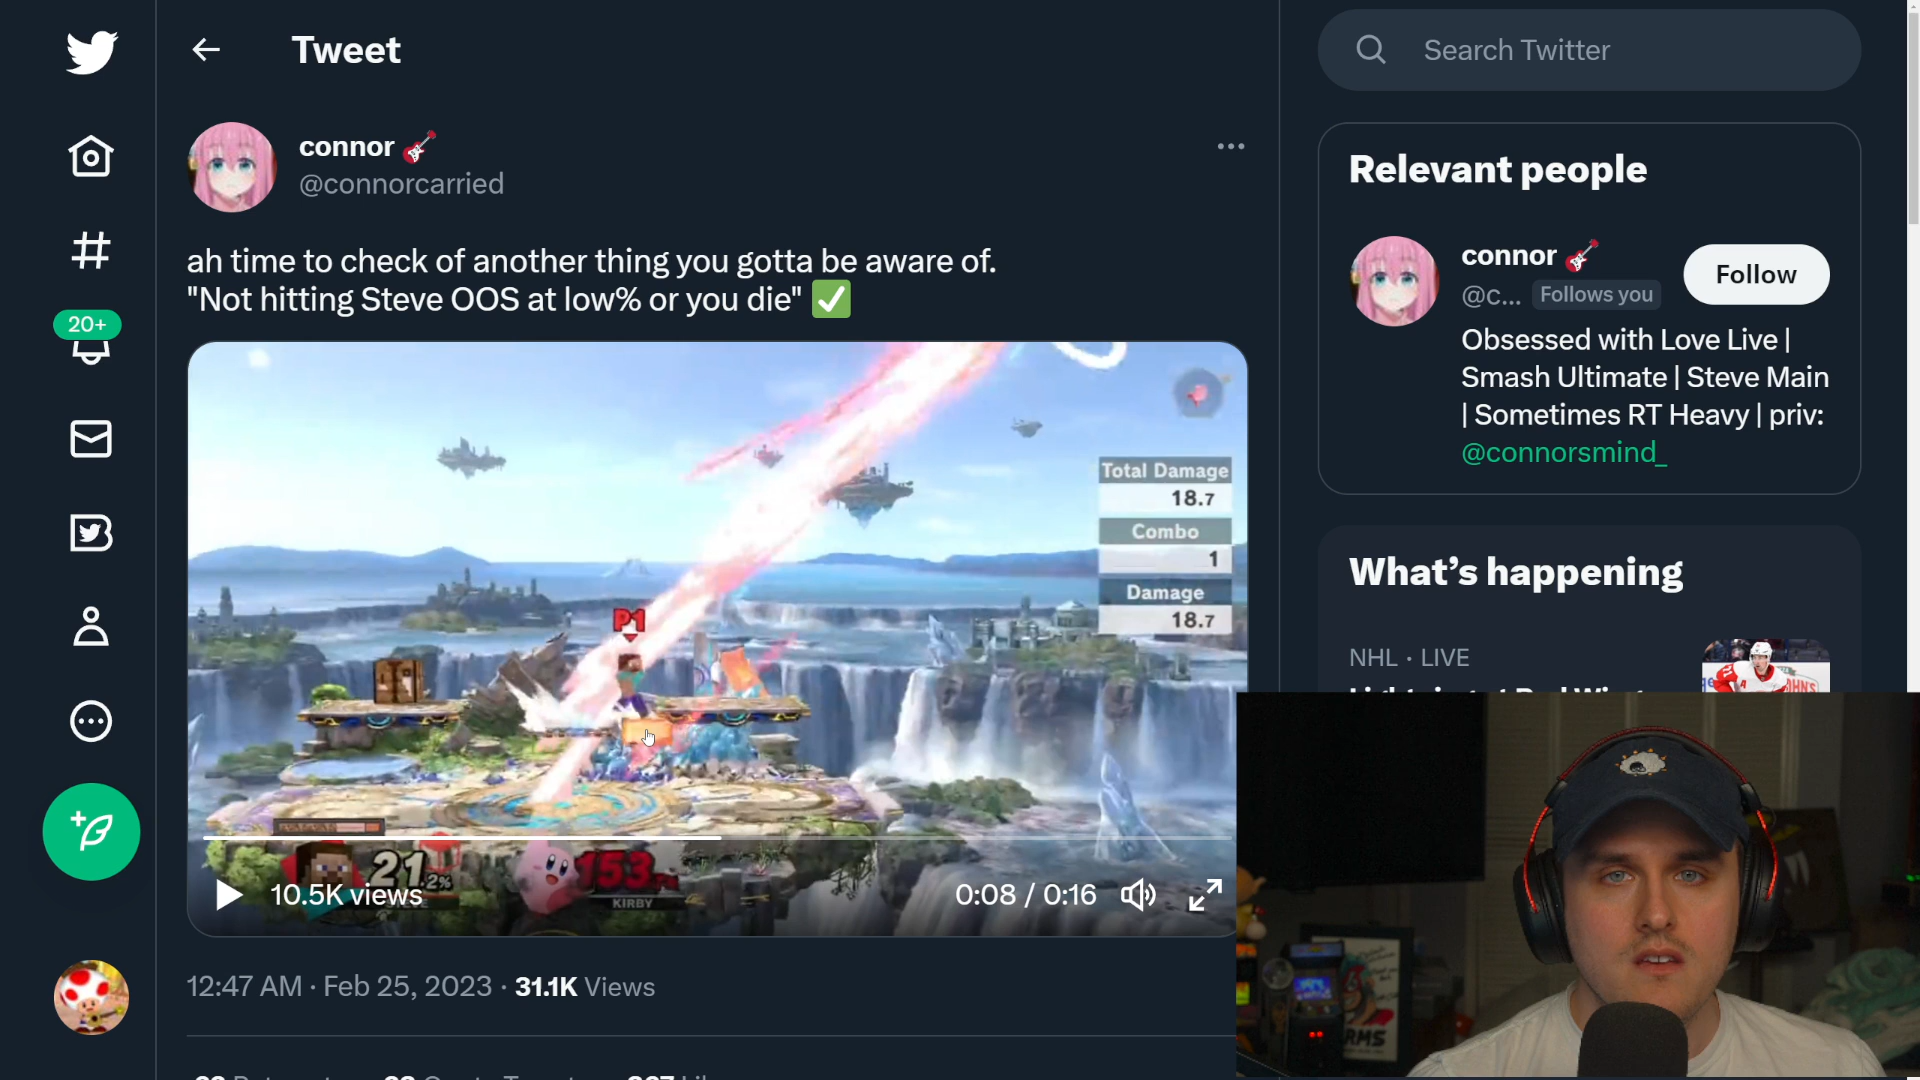 Tweet
Search Twitter
connor
@connorcarried
ah time to check of another thing you gotta be aware of.
"Not hitting Steve OOS at low% or you die"
Relevant people
connor
@c... Follows you
Follow
Obsessed with Love Live |
Smash Ultimate | Steve Main
| Sometimes RT Heavy | priv:
@connorsmind_
20+
Total Damage
18.7
Combo
1
Damage
18.7
P1
What's happening
NHL · LIVE
21 .2%
153
KIRBY
10.5K views
0:08 / 0:16
12:47 AM · Feb 25, 2023 · 31.1K Views